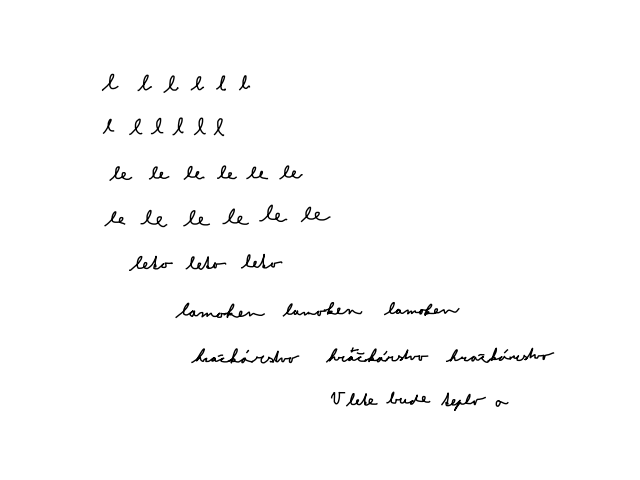 l l l l l l
l l l l l l
le le le le le le
le le le le le le
leto leto leto
lamohen lamohen lamohen
hračkárstvo hračkárstvo hračkárstvo
V lete bude teplo a